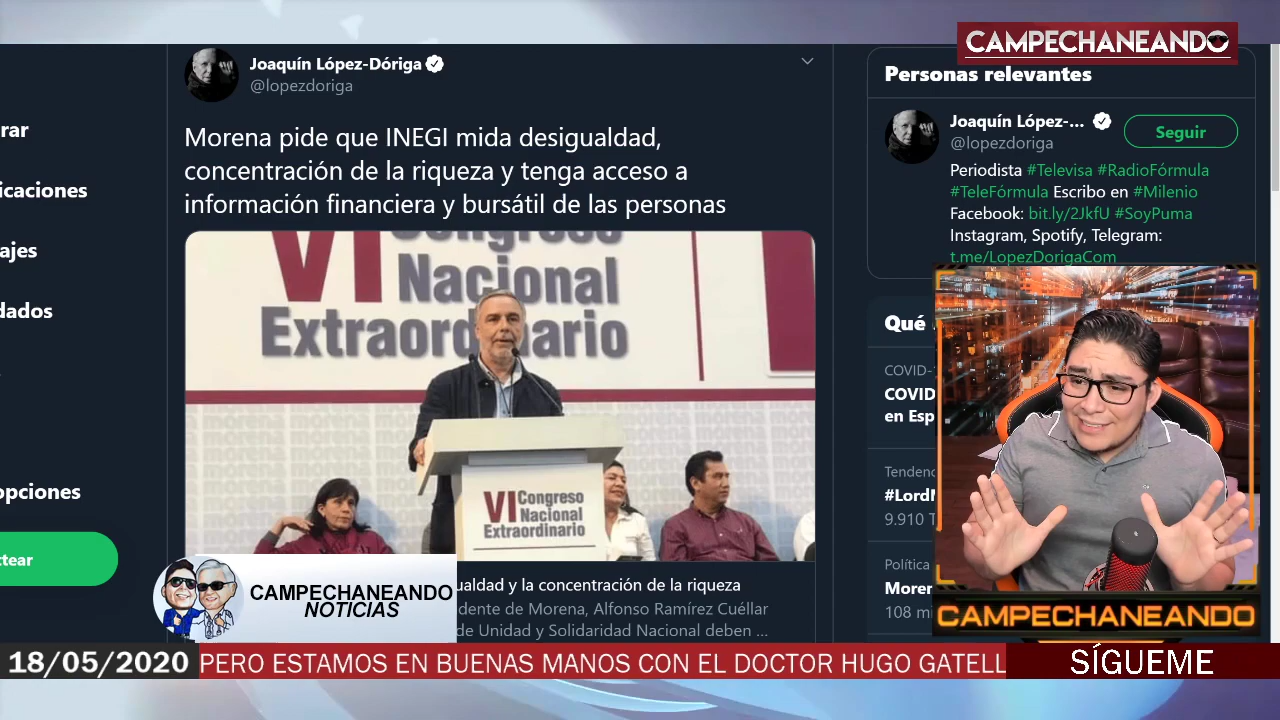 CAMPECHANEANDO
Joaquín López-Dóriga
@lopezdoriga
Morena pide que INEGI mida desigualdad,
concentración de la riqueza y tenga acceso a
información financiera y bursátil de las personas
VI Congreso
Nacional
Extraordinario
VI Congreso
Nacional
Extraordinario
ualdad y la concentración de la riqueza
dente de Morena, Alfonso Ramírez Cuéllar
de Unidad y Solidaridad Nacional deben ...
rar
icaciones
ajes
dados
opciones
ttear
Personas relevantes
Joaquín López-...
@lopezdoriga
Seguir
Periodista #Televisa #RadioFórmula
#TeleFórmula Escribo en #Milenio
Facebook: bit.ly/2JkfU #SoyPuma
Instagram, Spotify, Telegram:
t.me/LopezDorigaCom
Qué
COVID-
COVID
en Esp
Tendenc
#Lord
9.910 T
Política
Moren
108 mi
CAMPECHANEANDO
CAMPECHANEANDO
NOTICIAS
18/05/2020 PERO ESTAMOS EN BUENAS MANOS CON EL DOCTOR HUGO GATELL
SÍGUEME